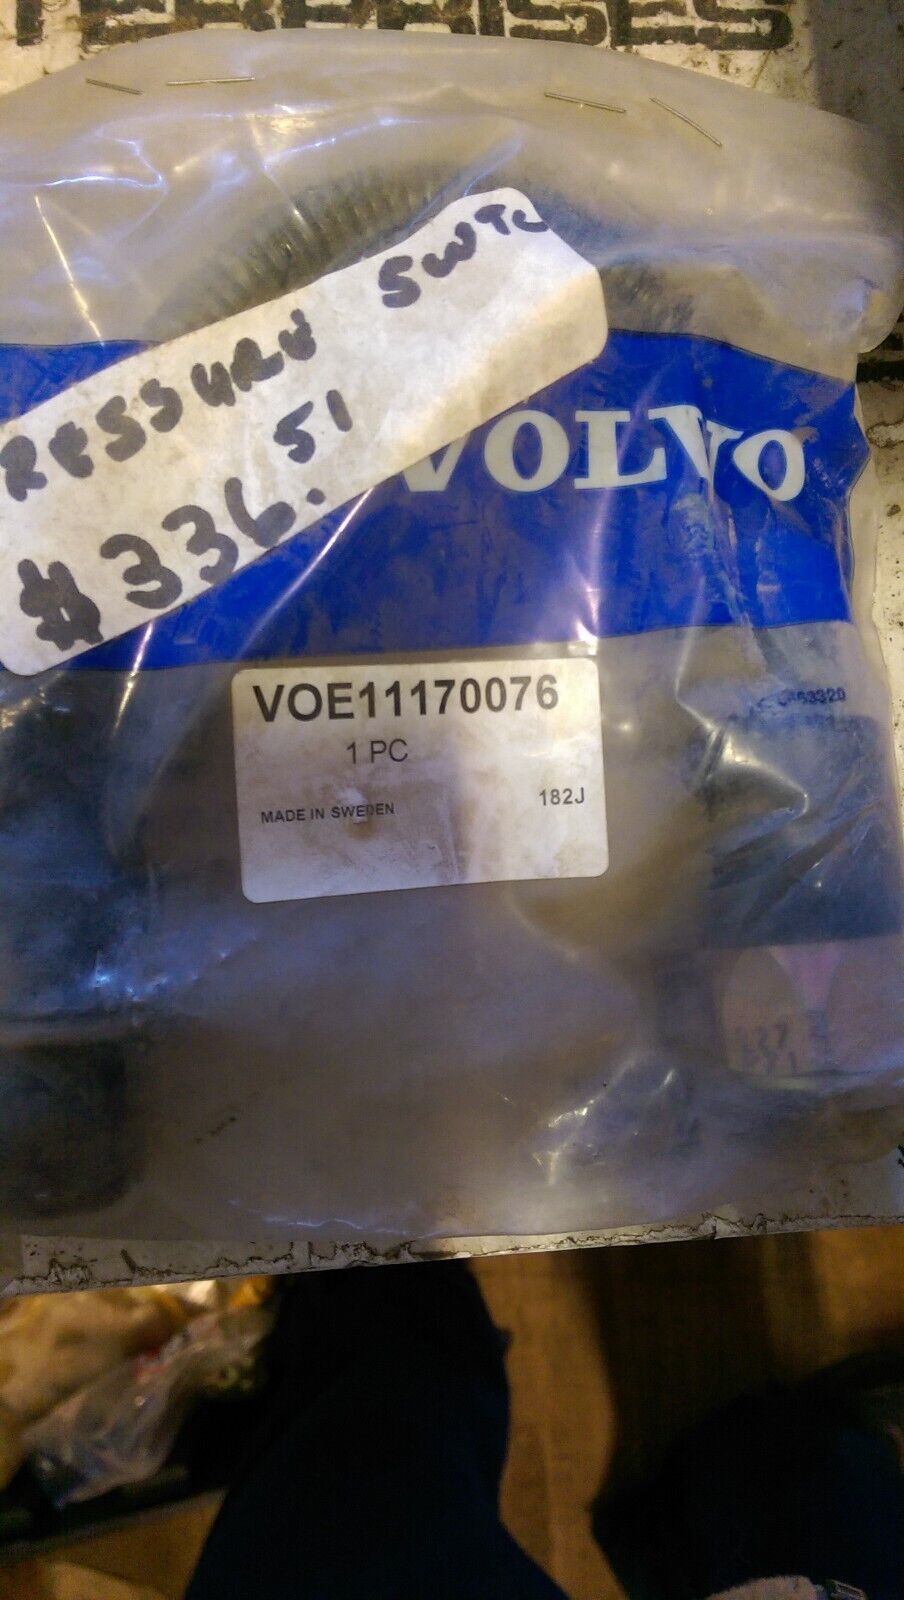 RESSURE SWTC
$336.51
VOLVO
VOE11170076
1 PC
MADE IN SWEDEN
182J